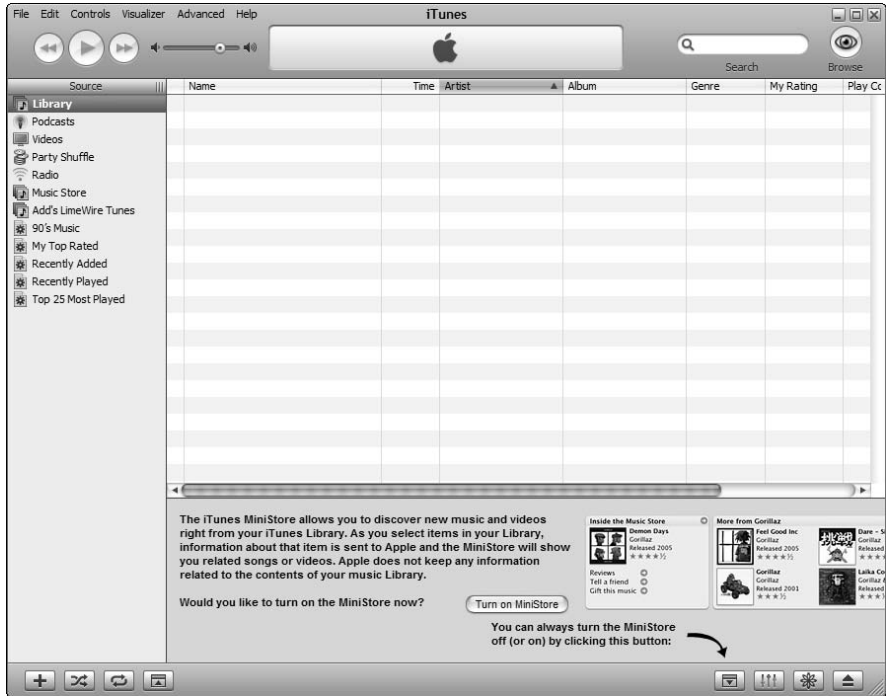 File Edit Controls Visualizer Advanced Help
iTunes
Search
Browse
Source
Name Time Artist Album Genre My Rating Play Cc
Library
Podcasts
Videos
Party Shuffle
Radio
Music Store
Add's LimeWire Tunes
90's Music
My Top Rated
Recently Added
Recently Played
Top 25 Most Played
The iTunes MiniStore allows you to discover new music and videos
right from your iTunes Library. As you select items in your Library,
information about that item is sent to Apple and the MiniStore will show
you related songs or videos. Apple does not keep any information
related to the contents of your music Library.
Would you like to turn on the MiniStore now?
Turn on MiniStore
Inside the Music Store
Demon Days
Gorillaz
Released 2005
Reviews
Tell a friend
Gift this music
More from Gorillaz
Feel Good Inc
Gorillaz
Released 2005
Gorillaz
Gorillaz
Released 2001
Dare - S
Gorillaz
Released
Laika Co
Gorillaz
Released
You can always turn the MiniStore
off (or on) by clicking this button: